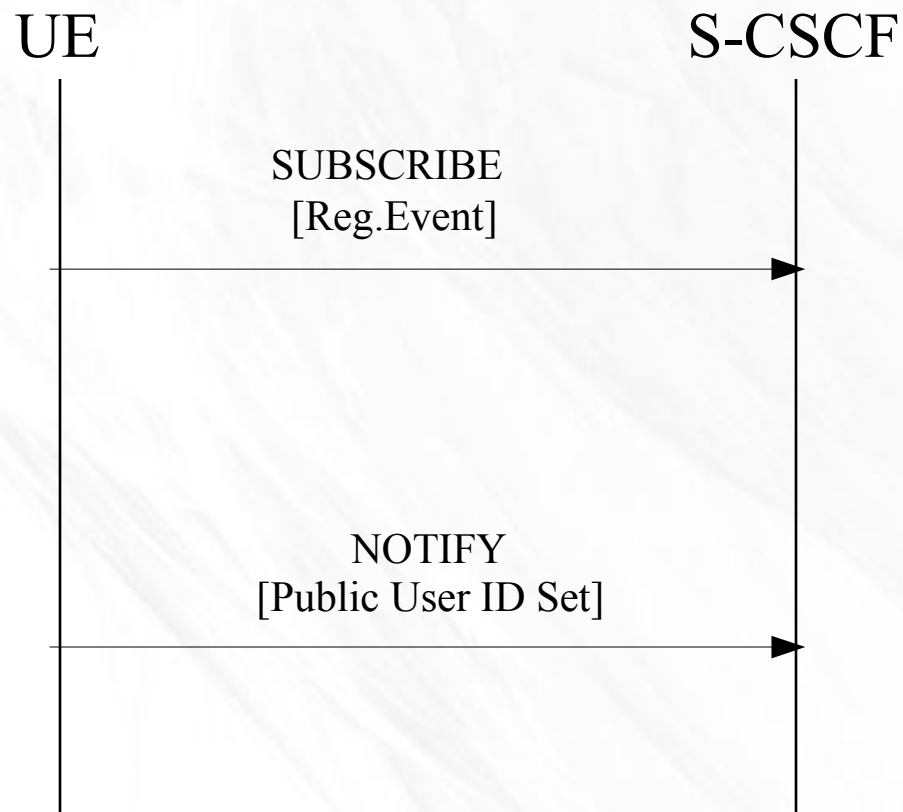 UE
S-CSCF
SUBSCRIBE
[Reg.Event]
NOTIFY
[Public User ID Set]